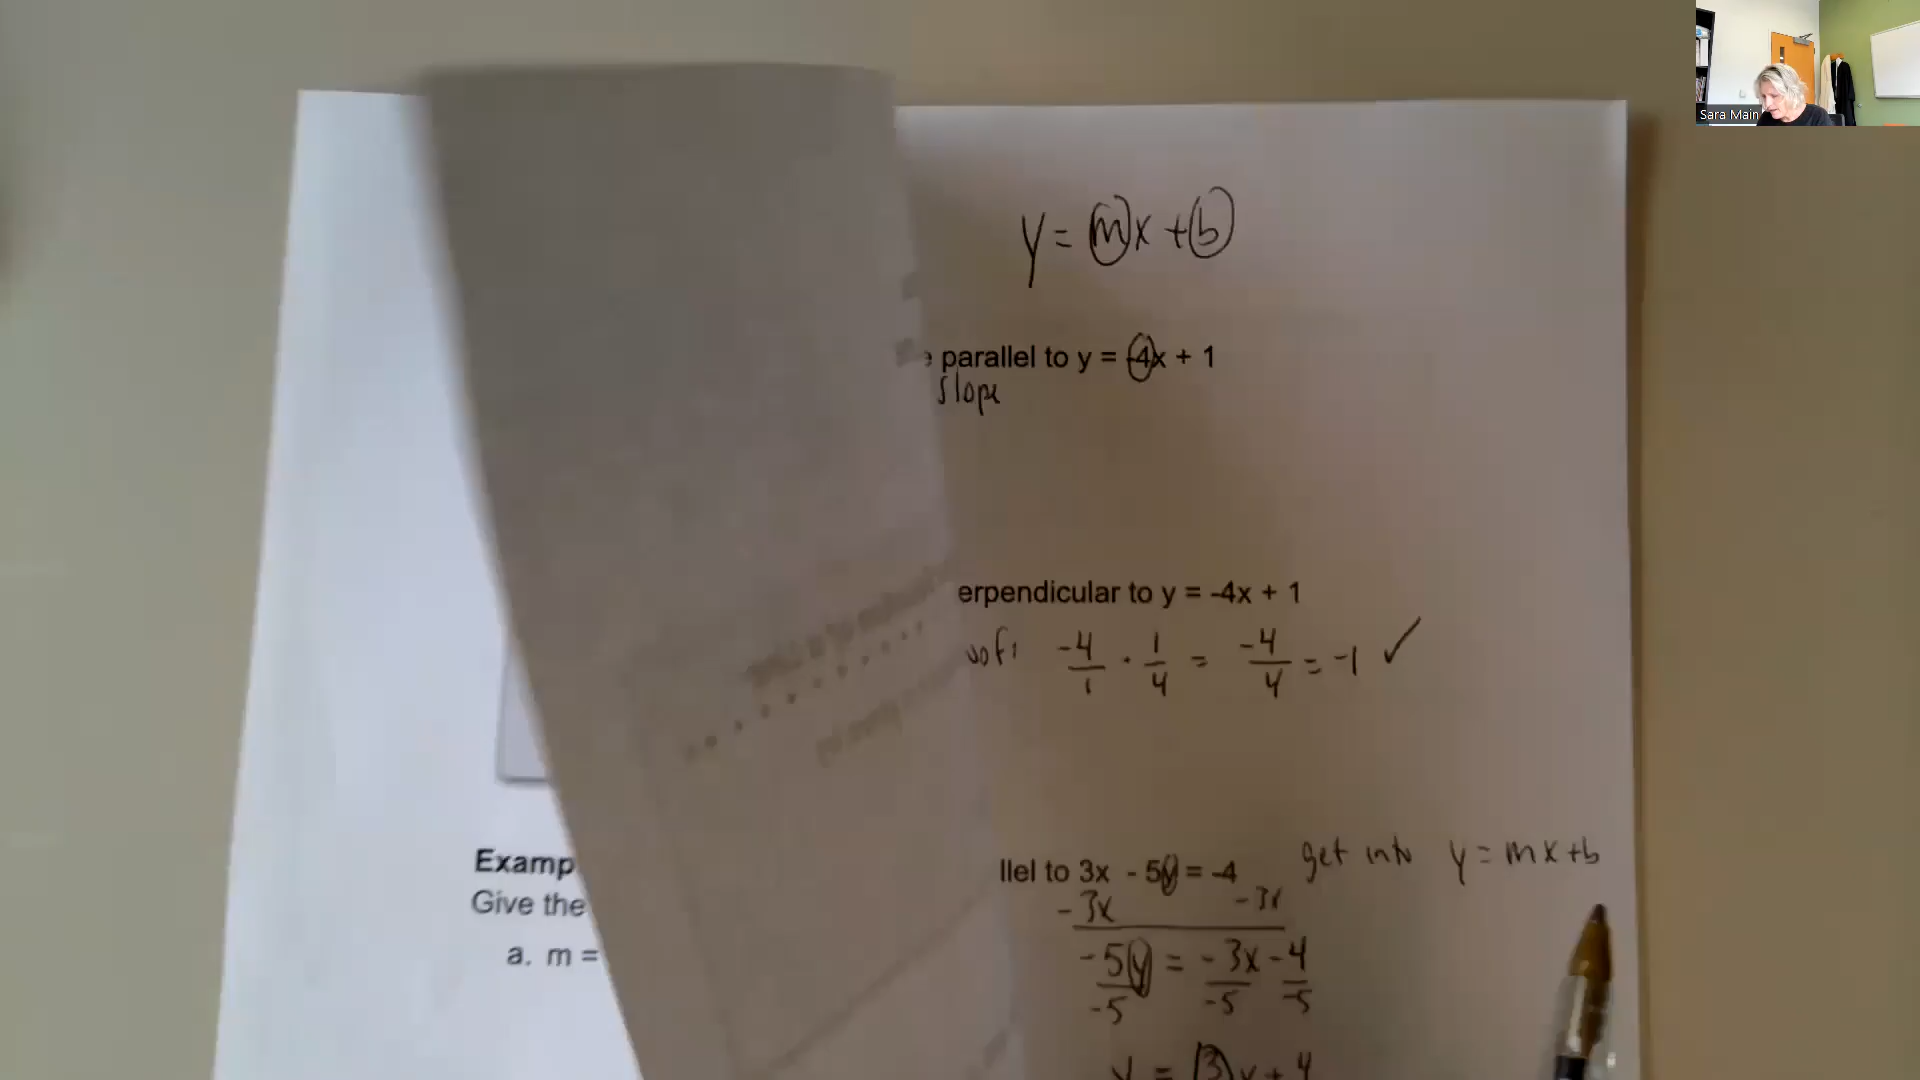 Sara Main
y = mx + b
parallel to y = -4x + 1
slope
erpendicular to y = -4x + 1
-4/1 · 1/4 = -4/4 = -1 ✓
Examp
llel to 3x - 5y = -4 get into y = mx+b
-3x -3x
Give the
-5y = -3x - 4
a. m =
-5 -5 -5
y = 3 x + 4